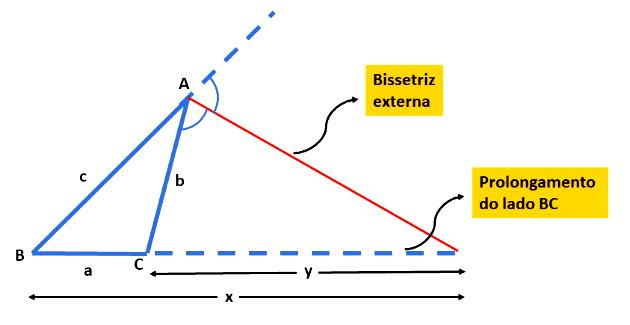 A
Bissetriz
externa
c
b
Prolongamento
do lado BC
B
a
C
y
x